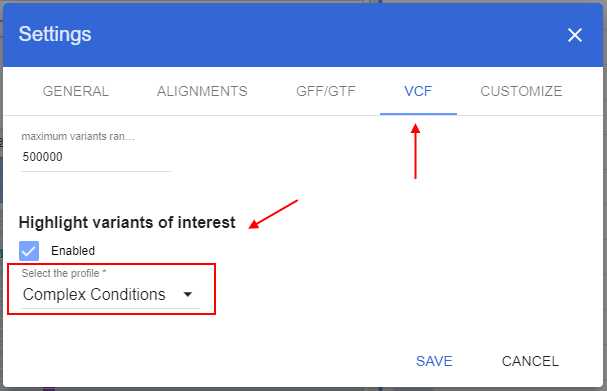 Settings
GENERAL ALIGNMENTS GFF/GTF VCF CUSTOMIZE
maximum variants ran...
500000
Highlight variants of interest
Enabled
Select the profile *
Complex Conditions
SAVE CANCEL